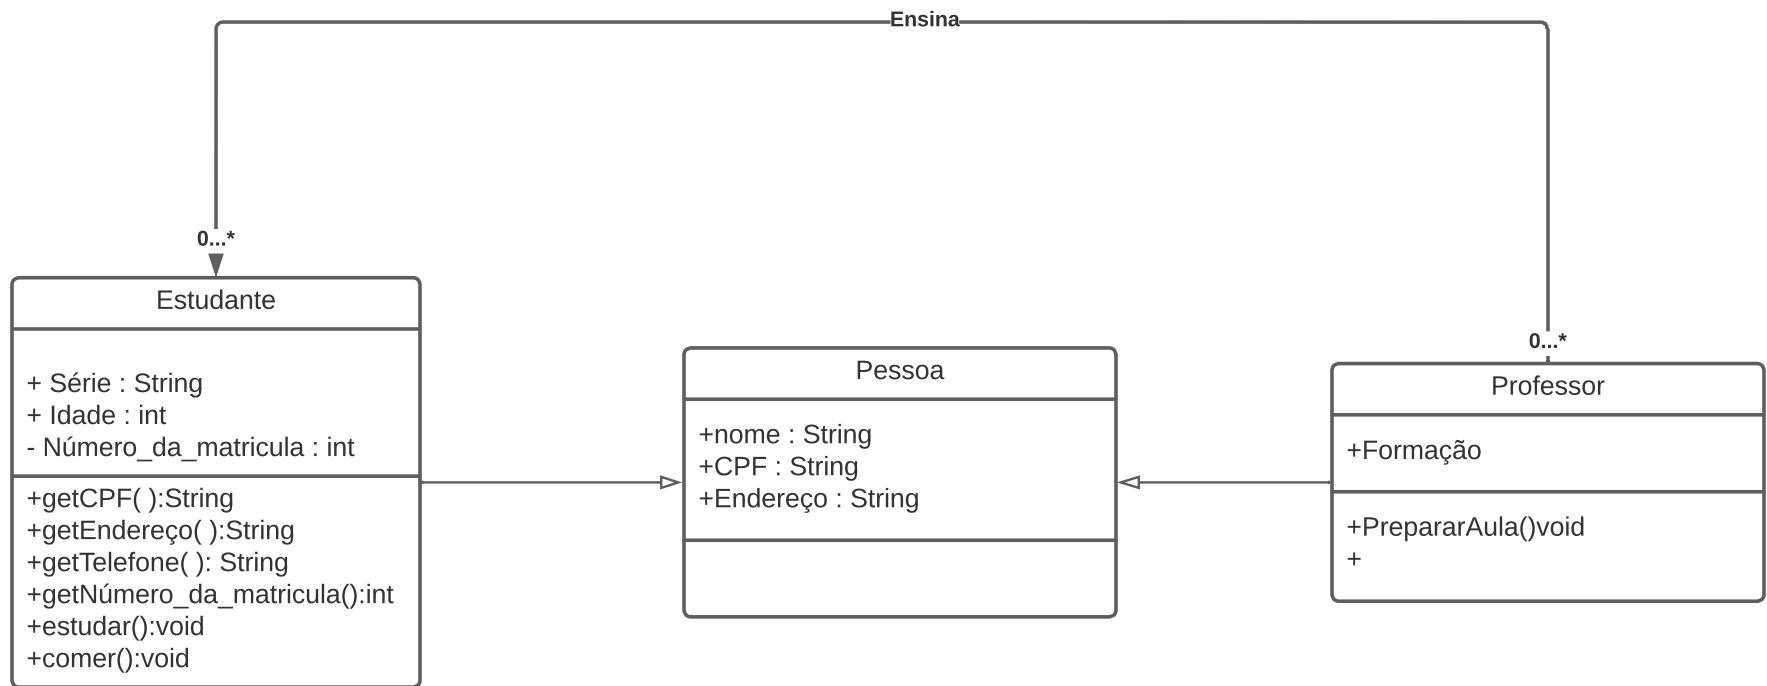 Ensina
0...*
Estudante
+ Série : String
+ Idade : int
- Número_da_matricula : int
+getCPF( ):String
+getEndereço( ):String
+getTelefone( ): String
+getNúmero_da_matricula():int
+estudar():void
+comer():void
Pessoa
+nome : String
+CPF : String
+Endereço : String
0...*
Professor
+Formação
+PrepararAula()void
+